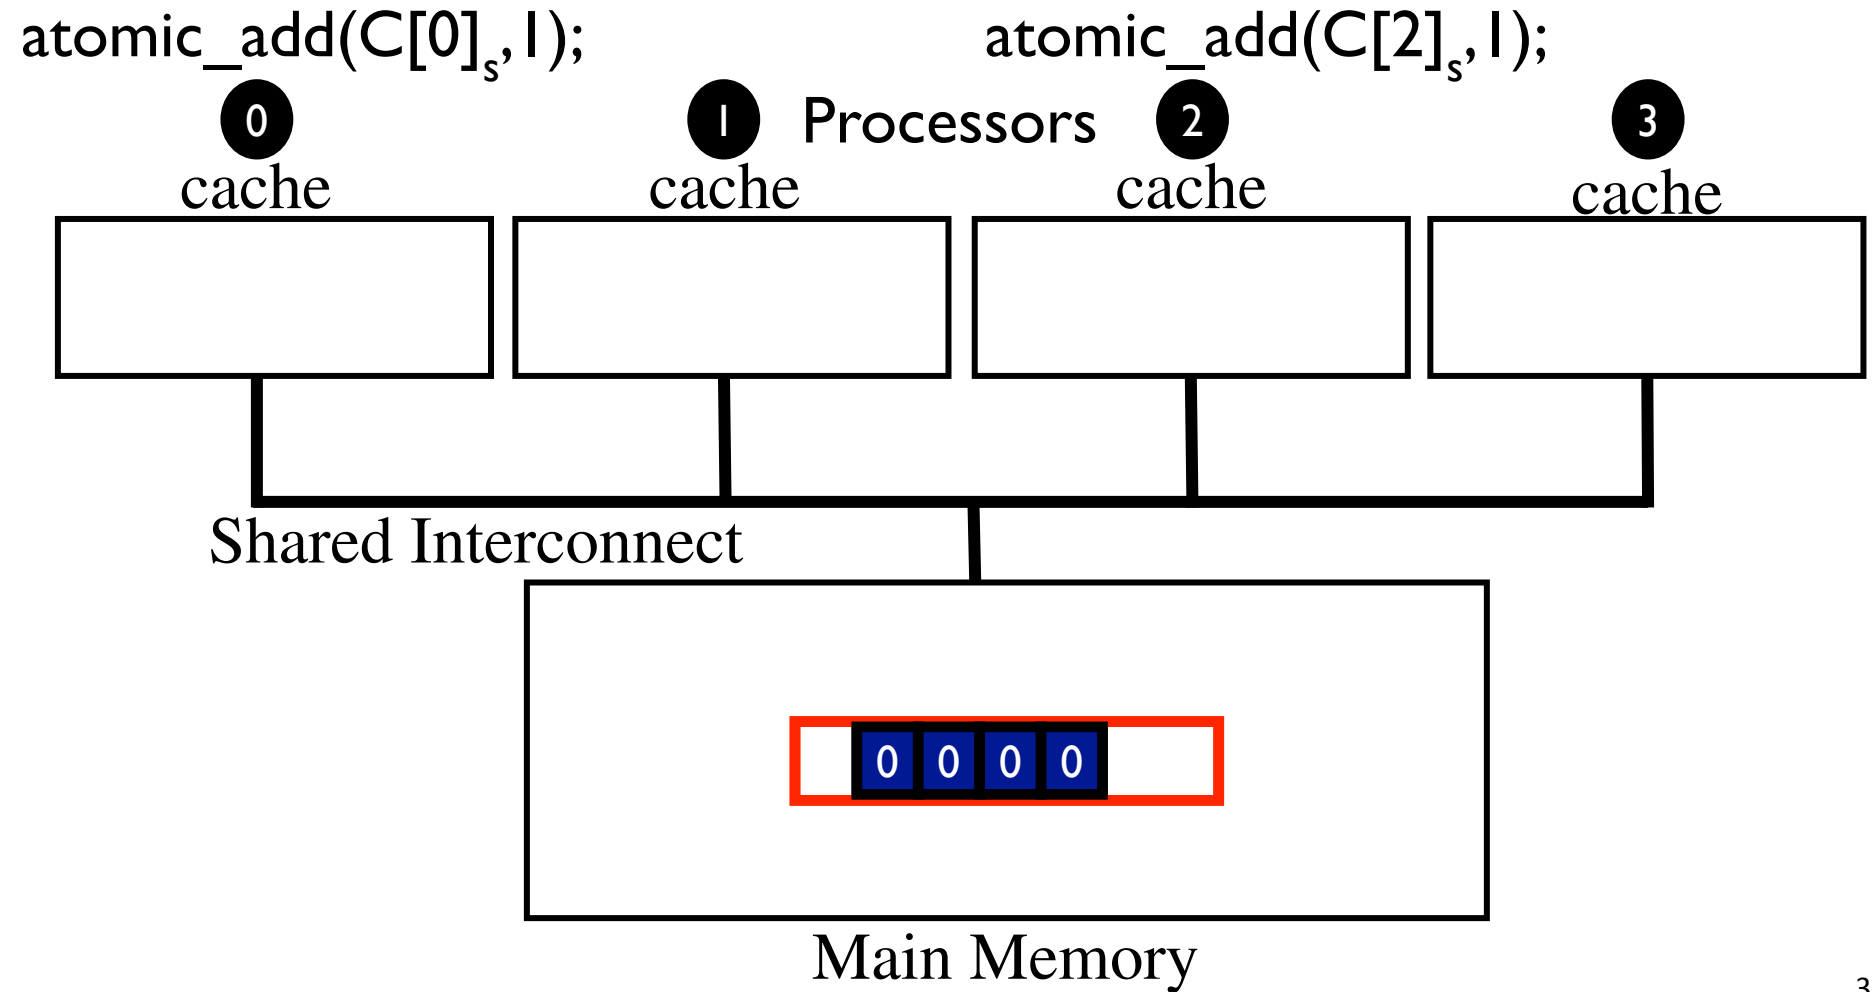 atomic_add(C[0]s,1); atomic_add(C[2]s,1);
0 1 Processors 2 3
cache cache cache cache
Shared Interconnect
0 0 0 0
Main Memory
3